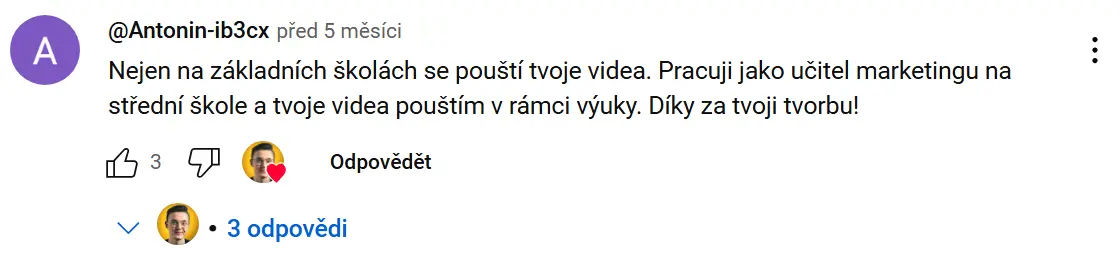 A
@Antonin-ib3cx před 5 měsíci
Nejen na základních školách se pouští tvoje videa. Pracuji jako učitel marketingu na
střední škole a tvoje videa pouštím v rámci výuky. Díky za tvoji tvorbu!
3 Odpovědět
• 3 odpovědi